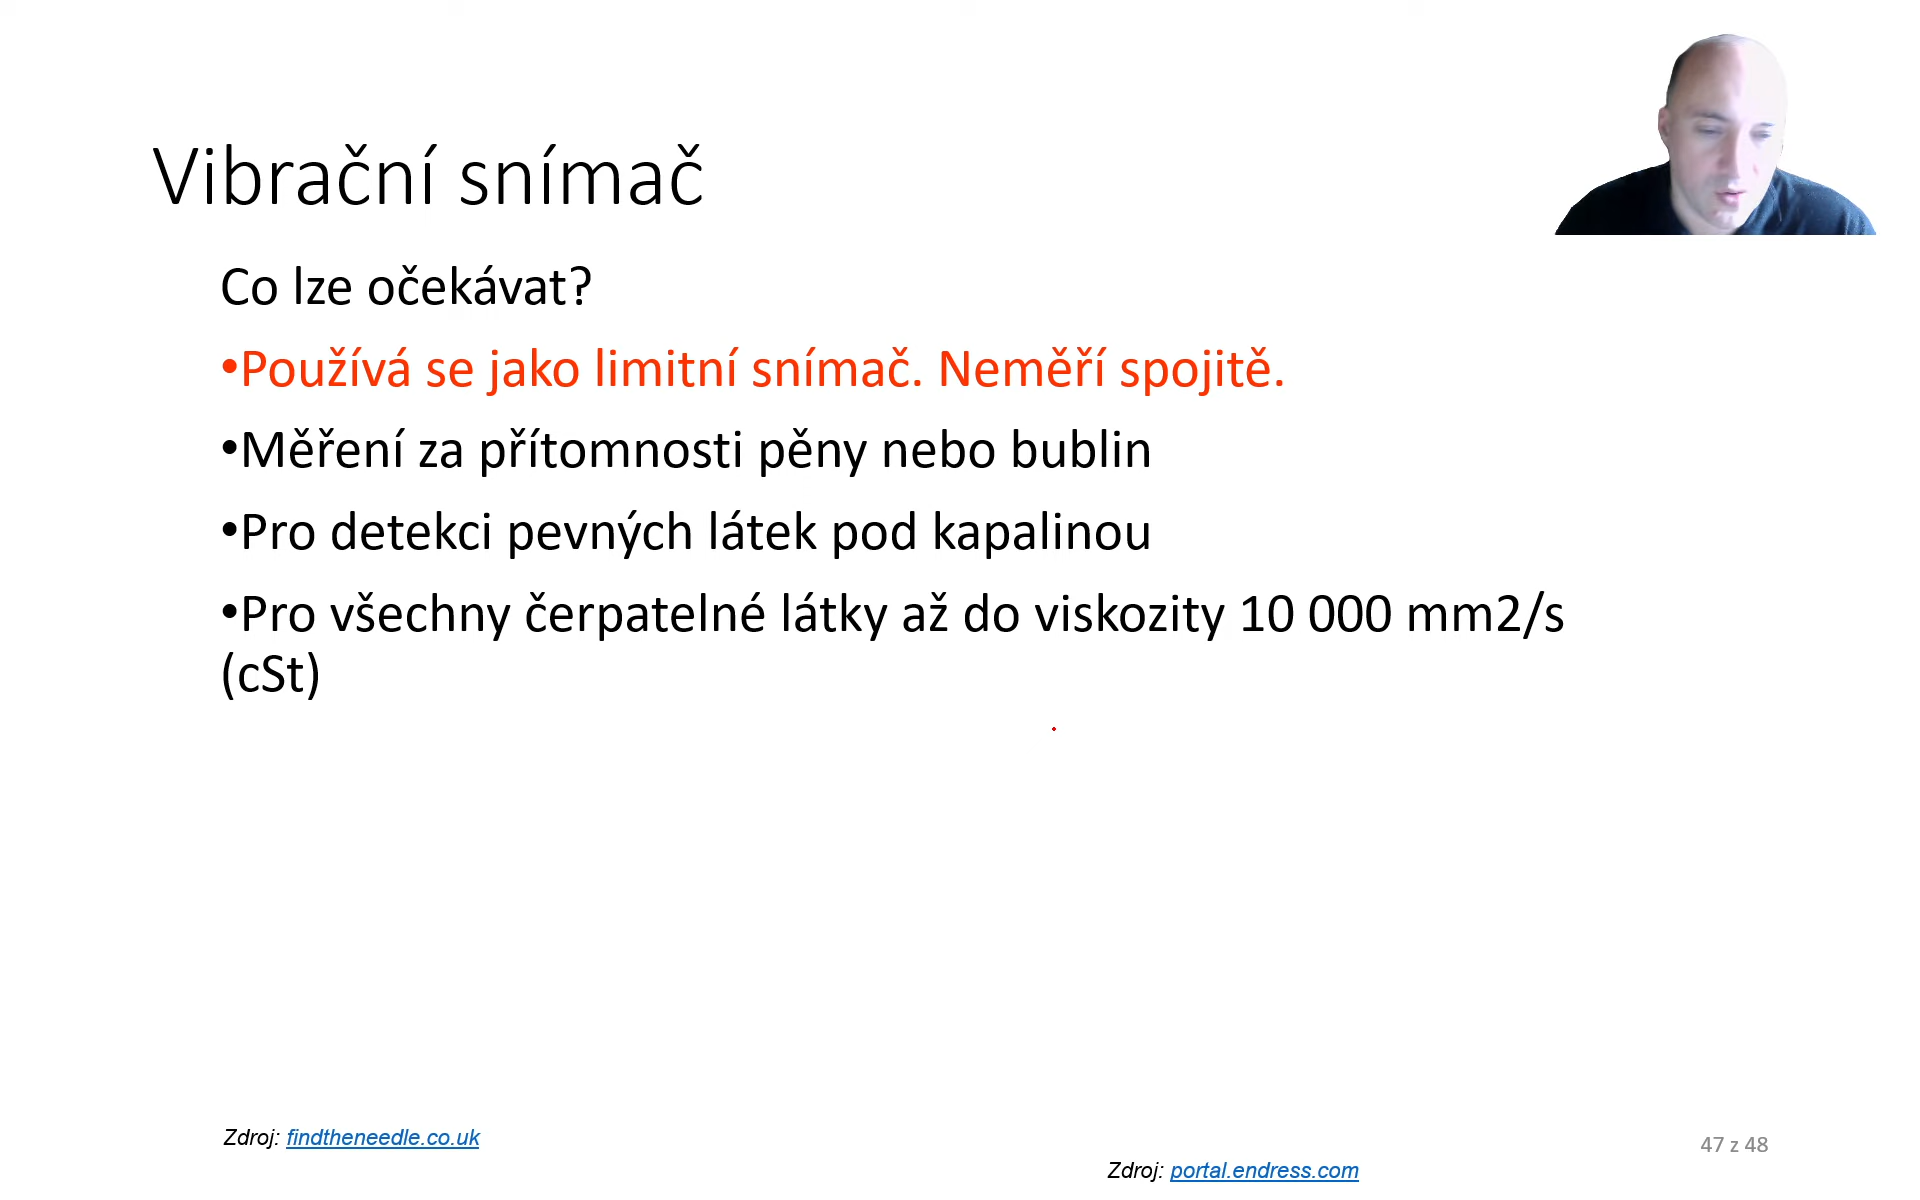 Vibrační snímač
Co lze očekávat?
•Používá se jako limitní snímač. Neměří spojitě.
•Měření za přítomnosti pěny nebo bublin
•Pro detekci pevných látek pod kapalinou
•Pro všechny čerpatelné látky až do viskozity 10 000 mm2/s
(cSt)
Zdroj: findtheneedle.co.uk
47 z 48
Zdroj: portal.endress.com